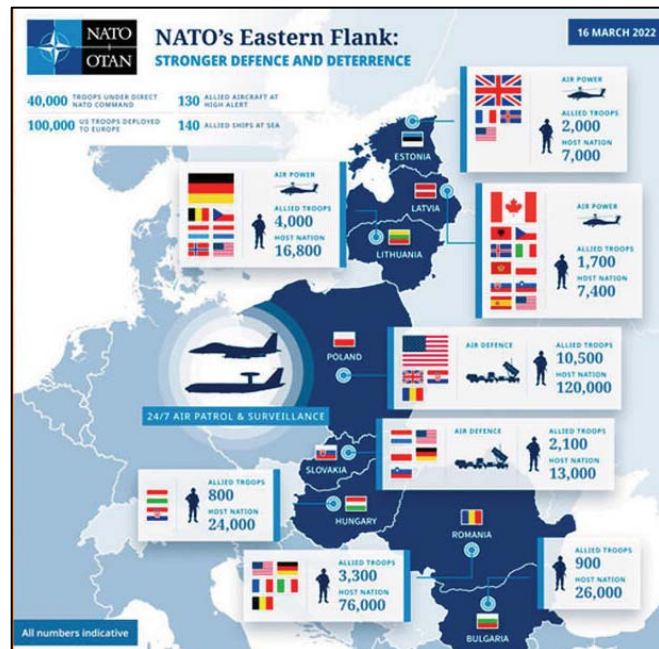 NATO
OTAN
NATO's Eastern Flank:
STRONGER DEFENCE AND DETERRENCE
16 MARCH 2022
40,000 TROOPS UNDER DIRECT NATO COMMAND
130 ALLIED AIRCRAFT AT HIGH ALERT
100,000 US TROOPS DEPLOYED TO EUROPE
140 ALLIED SHIPS AT SEA
AIR POWER
ALLIED TROOPS
2,000
HOST NATION
7,000
ESTONIA
AIR POWER
ALLIED TROOPS
4,000
HOST NATION
16,800
LATVIA
LITHUANIA
AIR POWER
ALLIED TROOPS
1,700
HOST NATION
7,400
POLAND
AIR DEFENCE
ALLIED TROOPS
10,500
HOST NATION
120,000
24/7 AIR PATROL & SURVEILLANCE
SLOVAKIA
AIR DEFENCE
ALLIED TROOPS
2,100
HOST NATION
13,000
ALLIED TROOPS
800
HOST NATION
24,000
HUNGARY
ROMANIA
ALLIED TROOPS
3,300
HOST NATION
76,000
ALLIED TROOPS
900
HOST NATION
26,000
BULGARIA
All numbers indicative